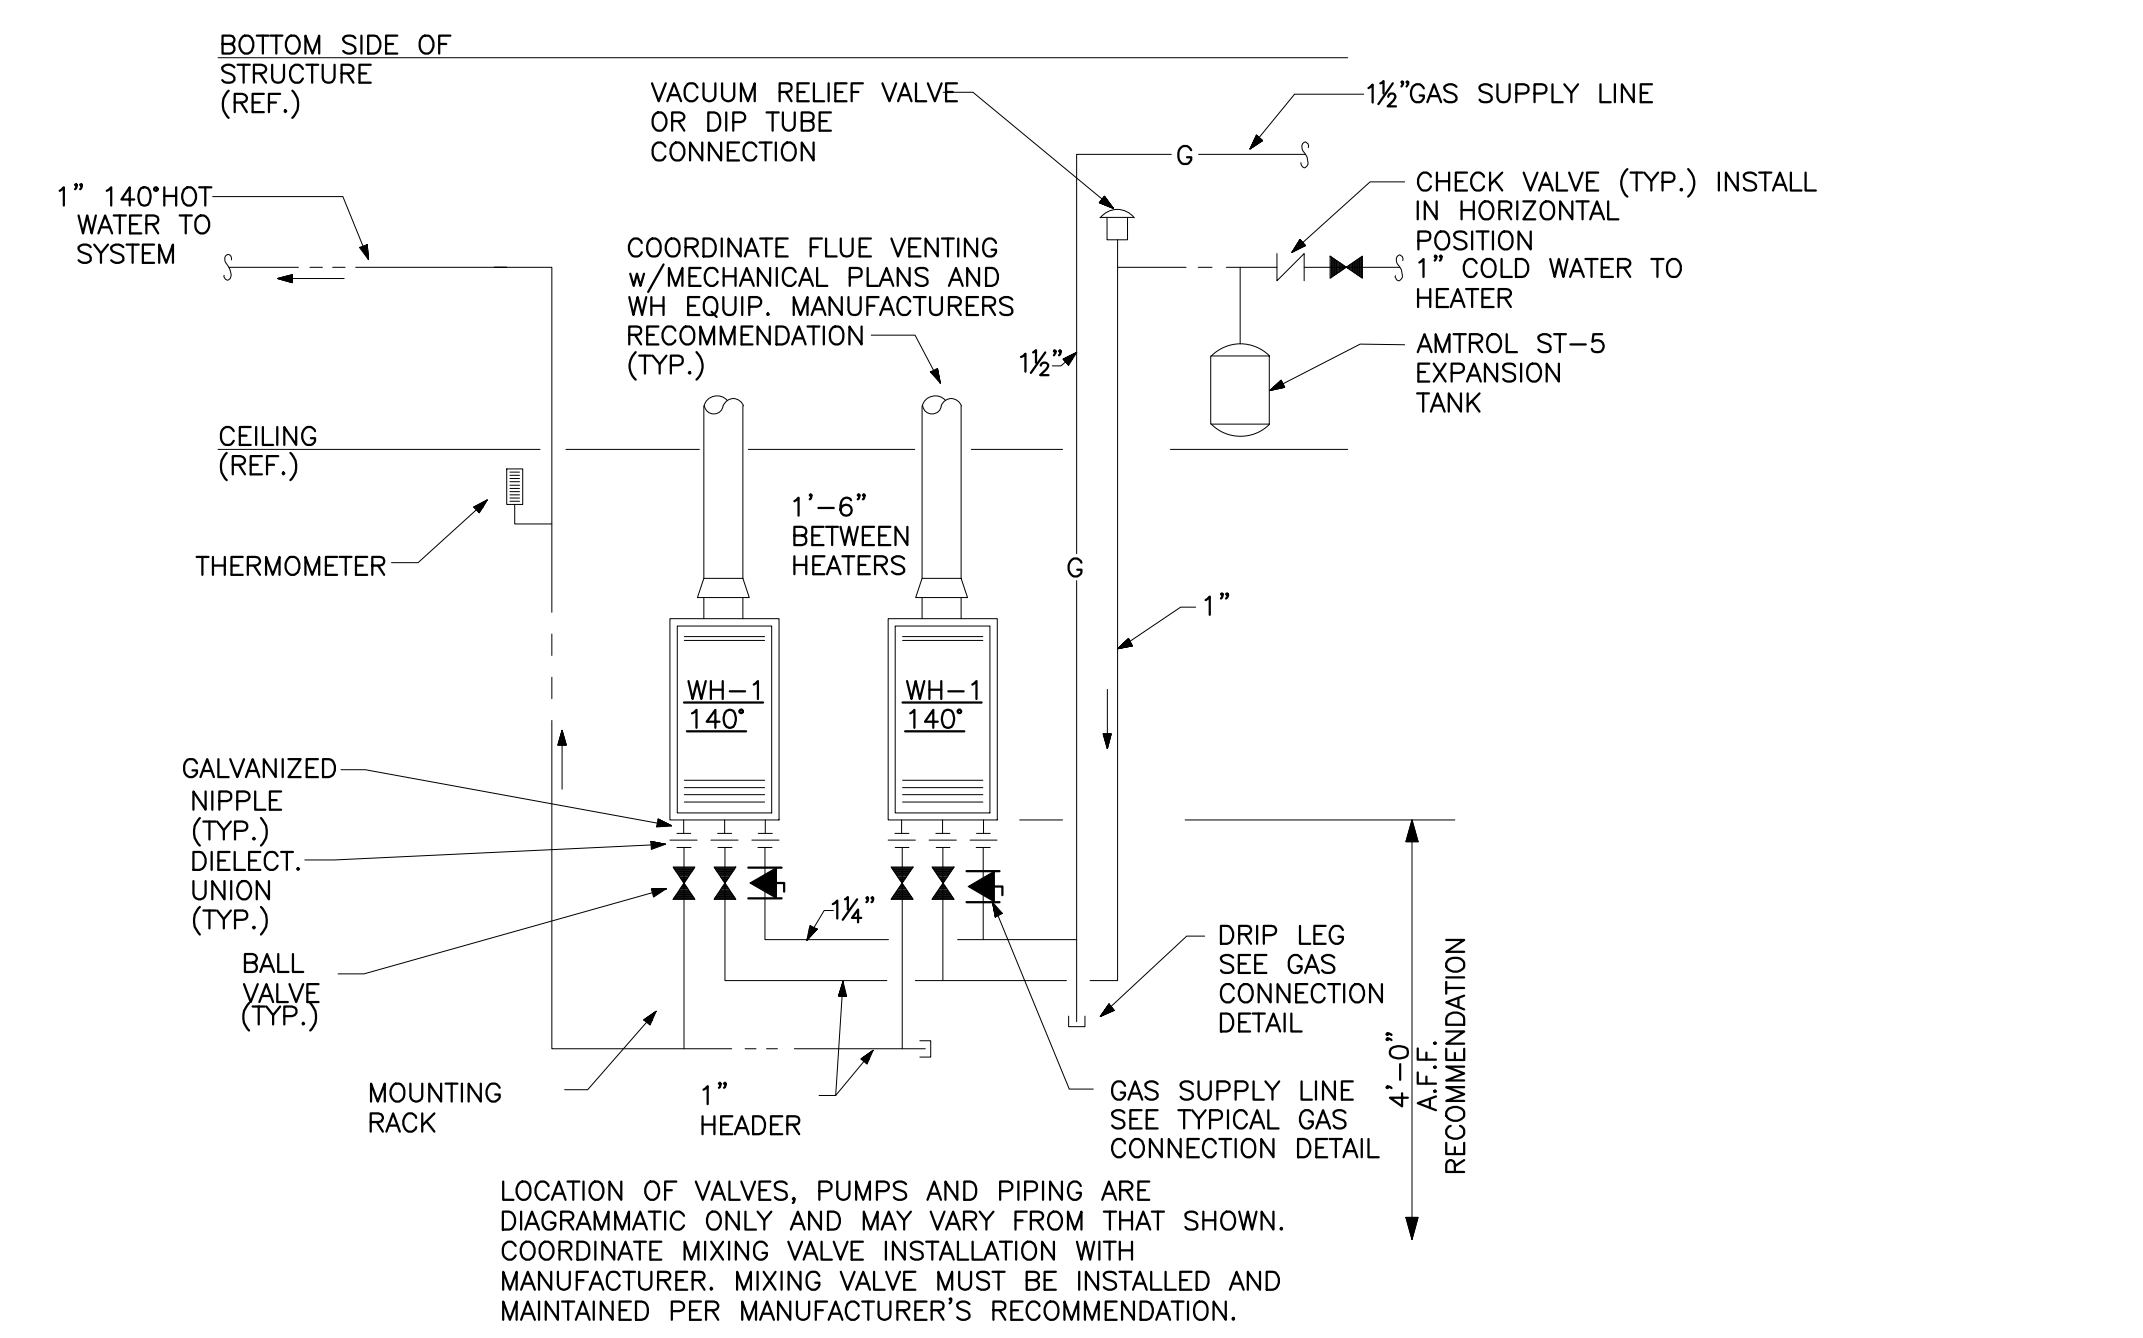 BOTTOM SIDE OF
STRUCTURE
(REF.)
VACUUM RELIEF VALVE
OR DIP TUBE
CONNECTION
1½" GAS SUPPLY LINE
G
1" 140° HOT
WATER TO
SYSTEM
CHECK VALVE (TYP.) INSTALL
IN HORIZONTAL
POSITION
1" COLD WATER TO
HEATER
COORDINATE FLUE VENTING
w/MECHANICAL PLANS AND
WH EQUIP. MANUFACTURERS
RECOMMENDATION
(TYP.)
1½"
AMTROL ST-5
EXPANSION
TANK
CEILING
(REF.)
1'-6"
BETWEEN
HEATERS
THERMOMETER
G
1"
WH-1
140°
WH-1
140°
GALVANIZED
NIPPLE
(TYP.)
DIELECT.
UNION
(TYP.)
BALL
VALVE
(TYP.)
1¼"
DRIP LEG
SEE GAS
CONNECTION
DETAIL
4'-0"
A.F.F.
RECOMMENDATION
MOUNTING
RACK
1"
HEADER
GAS SUPPLY LINE
SEE TYPICAL GAS
CONNECTION DETAIL
LOCATION OF VALVES, PUMPS AND PIPING ARE
DIAGRAMMATIC ONLY AND MAY VARY FROM THAT SHOWN.
COORDINATE MIXING VALVE INSTALLATION WITH
MANUFACTURER. MIXING VALVE MUST BE INSTALLED AND
MAINTAINED PER MANUFACTURER'S RECOMMENDATION.